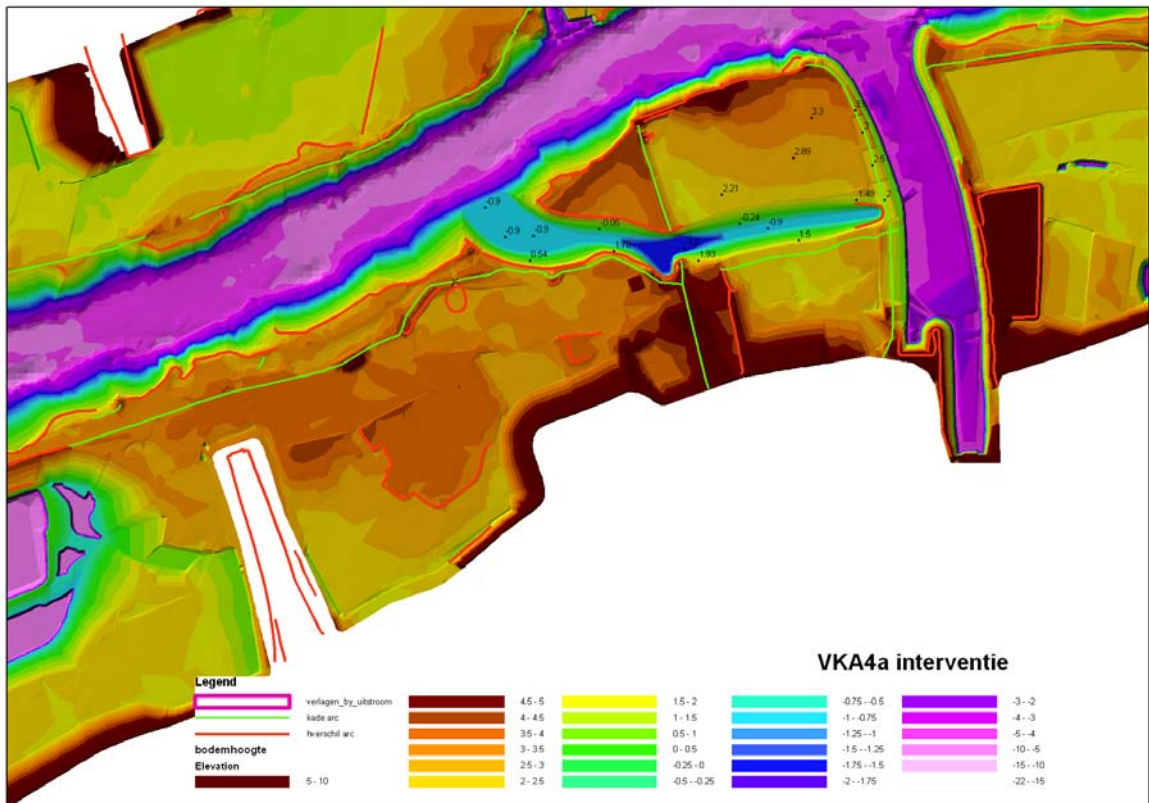 3.3
2.89
2.5
2.21
1.48
2
-0.9
-0.05
-0.24
-0.9
-0.9
-0.9
1.5
0.54
1.93
VKA4a interventie
Legend
verlagen_by_uitstroom
kade arc
hverschil arc
bodemhoogte
Elevation
5 - 10
4.5 - 5
4 - 4.5
3.5 - 4
3 - 3.5
2.5 - 3
2 - 2.5
1.5 - 2
1 - 1.5
0.5 - 1
0 - 0.5
-0.25 - 0
-0.5 - -0.25
-0.75 - -0.5
-1 - -0.75
-1.25 - -1
-1.5 - -1.25
-1.75 - -1.5
-2 - -1.75
-3 - -2
-4 - -3
-5 - -4
-10 - -5
-15 - -10
-22 - -15